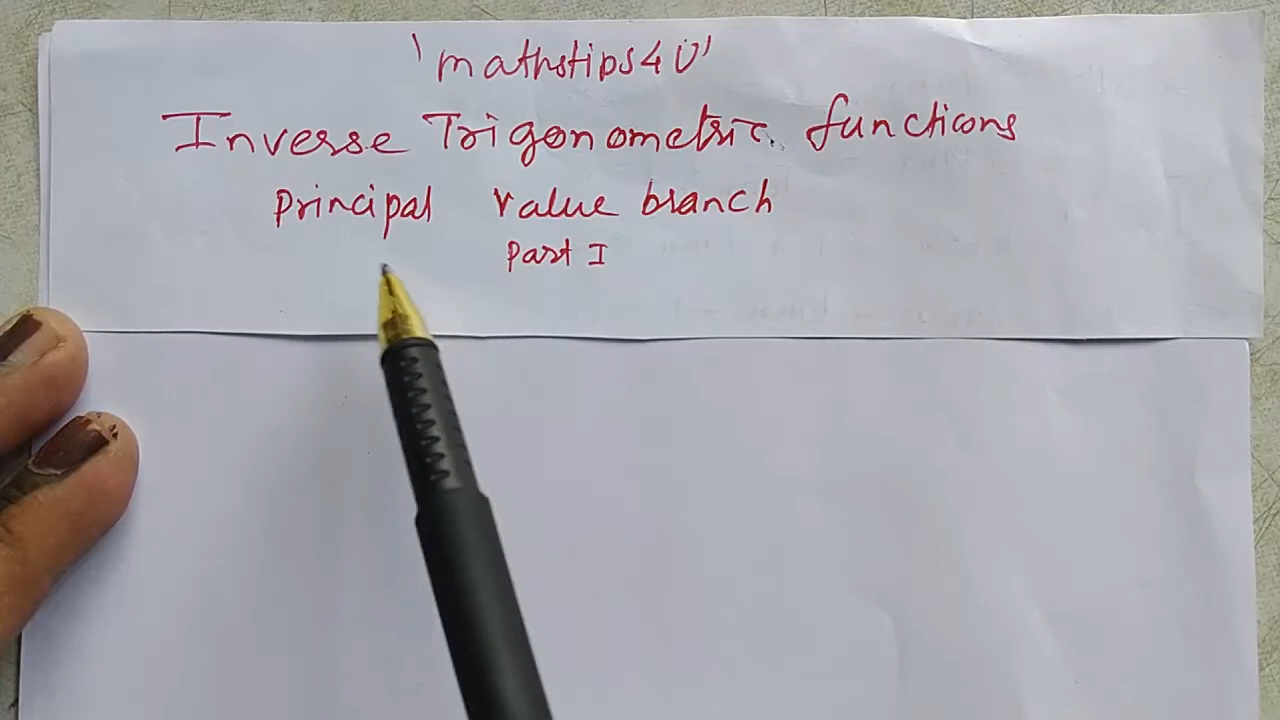 'mathstips4U'
Inverse Trigonometric functions
Principal value branch
Part I